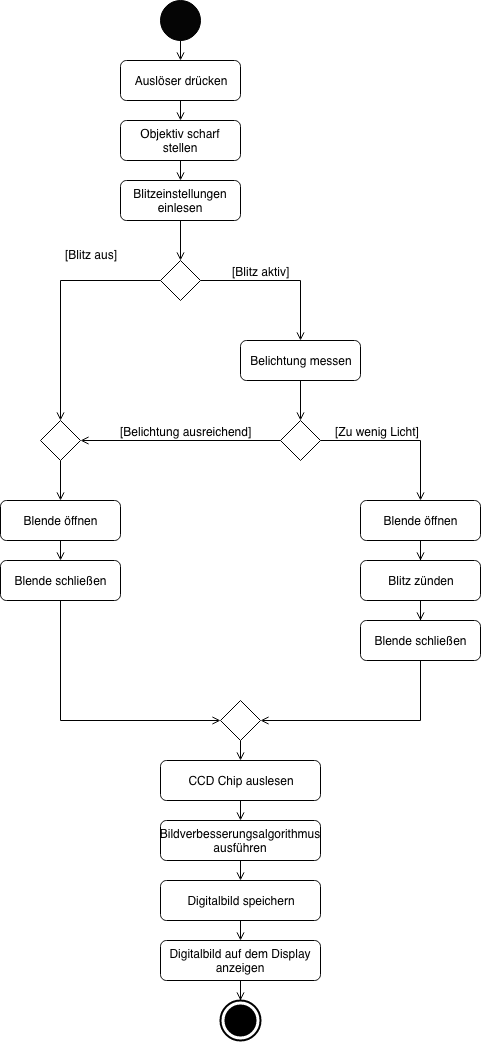 Auslöser drücken
Objektiv scharf
stellen
Blitzeinstellungen
einlesen
[Blitz aus]
[Blitz aktiv]
Belichtung messen
[Belichtung ausreichend]
[Zu wenig Licht]
Blende öffnen
Blende schließen
Blende öffnen
Blitz zünden
Blende schließen
CCD Chip auslesen
Bildverbesserungsalgorithmus
ausführen
Digitalbild speichern
Digitalbild auf dem Display
anzeigen